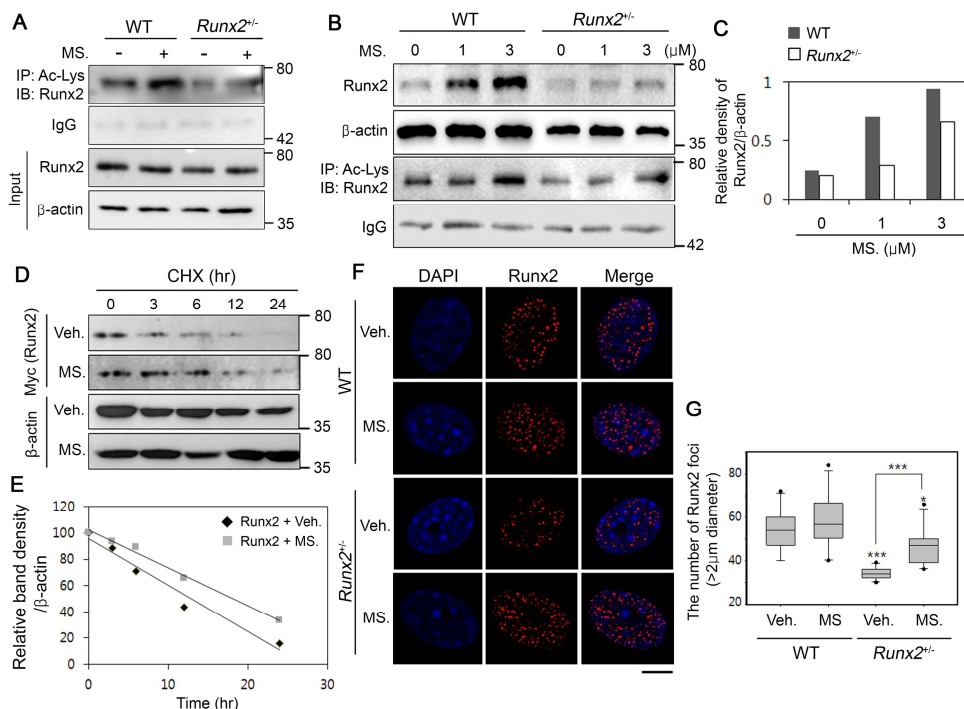 A
WT Runx2+/-
MS. - + - +
IP: Ac-Lys
IB: Runx2
80
IgG
42
Input
Runx2
80
β-actin
35
B
WT Runx2+/-
MS. 0 1 3 0 1 3 (μM)
Runx2
80
β-actin
35
IP: Ac-Lys
IB: Runx2
80
IgG
42
C
WT
Runx2+/-
Relative density of
Runx2/β-actin
1
0.5
0
0 1 3
MS. (μM)
D
CHX (hr)
0 3 6 12 24
Myc (Runx2)
Veh.
80
MS.
80
β-actin
Veh.
35
MS.
35
E
Relative band density
/β-actin
120
100
80
60
40
20
0
0 10 20 30
Time (hr)
Runx2 + Veh.
Runx2 + MS.
F
DAPI Runx2 Merge
WT
Veh.
MS.
Runx2+/-
Veh.
MS.
G
The number of Runx2 foci
(>2μm diameter)
80
60
40
20
***
***
*
Veh. MS Veh. MS.
WT Runx2+/-